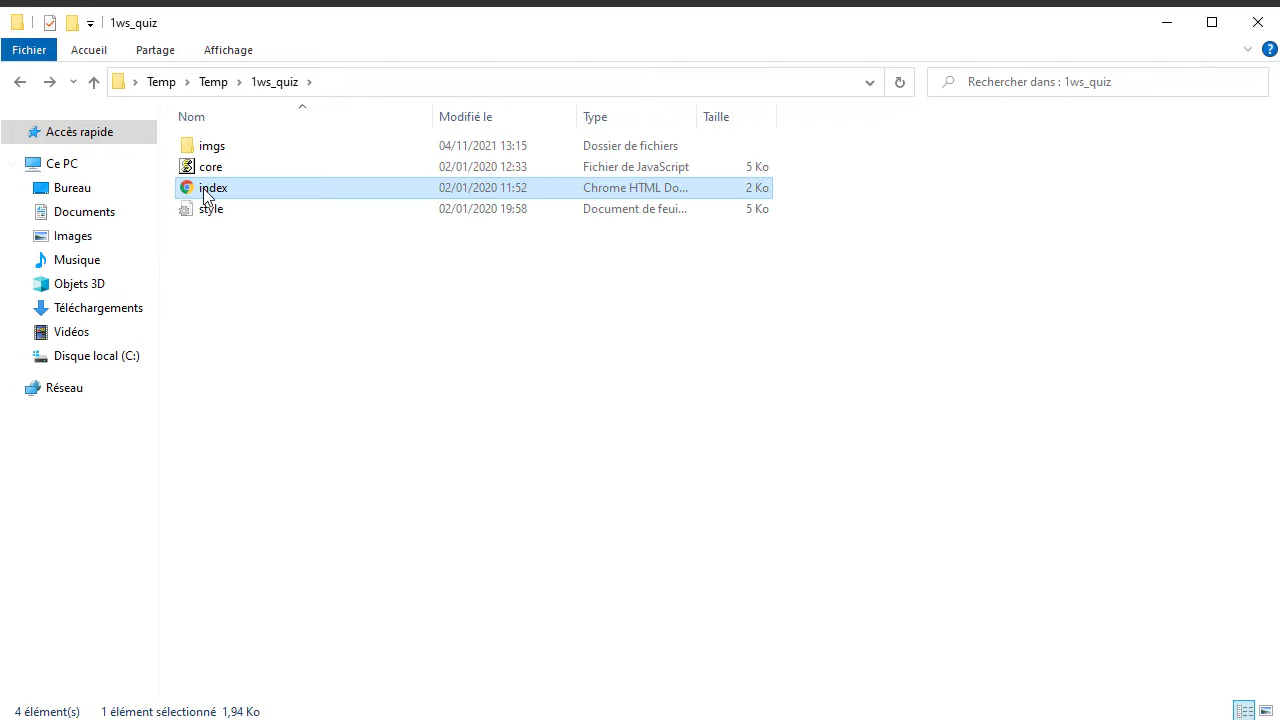 1ws_quiz
Fichier Accueil Partage Affichage
Temp Temp 1ws_quiz Rechercher dans : 1ws_quiz
Nom Modifié le Type Taille
Accès rapide
Ce PC
Bureau
Documents
Images
Musique
Objets 3D
Téléchargements
Vidéos
Disque local (C:)
Réseau
imgs 04/11/2021 13:15 Dossier de fichiers
core 02/01/2020 12:33 Fichier de JavaScript 5 Ko
index 02/01/2020 11:52 Chrome HTML Do... 2 Ko
style 02/01/2020 19:58 Document de feui... 5 Ko
4 élément(s) 1 élément sélectionné 1,94 Ko